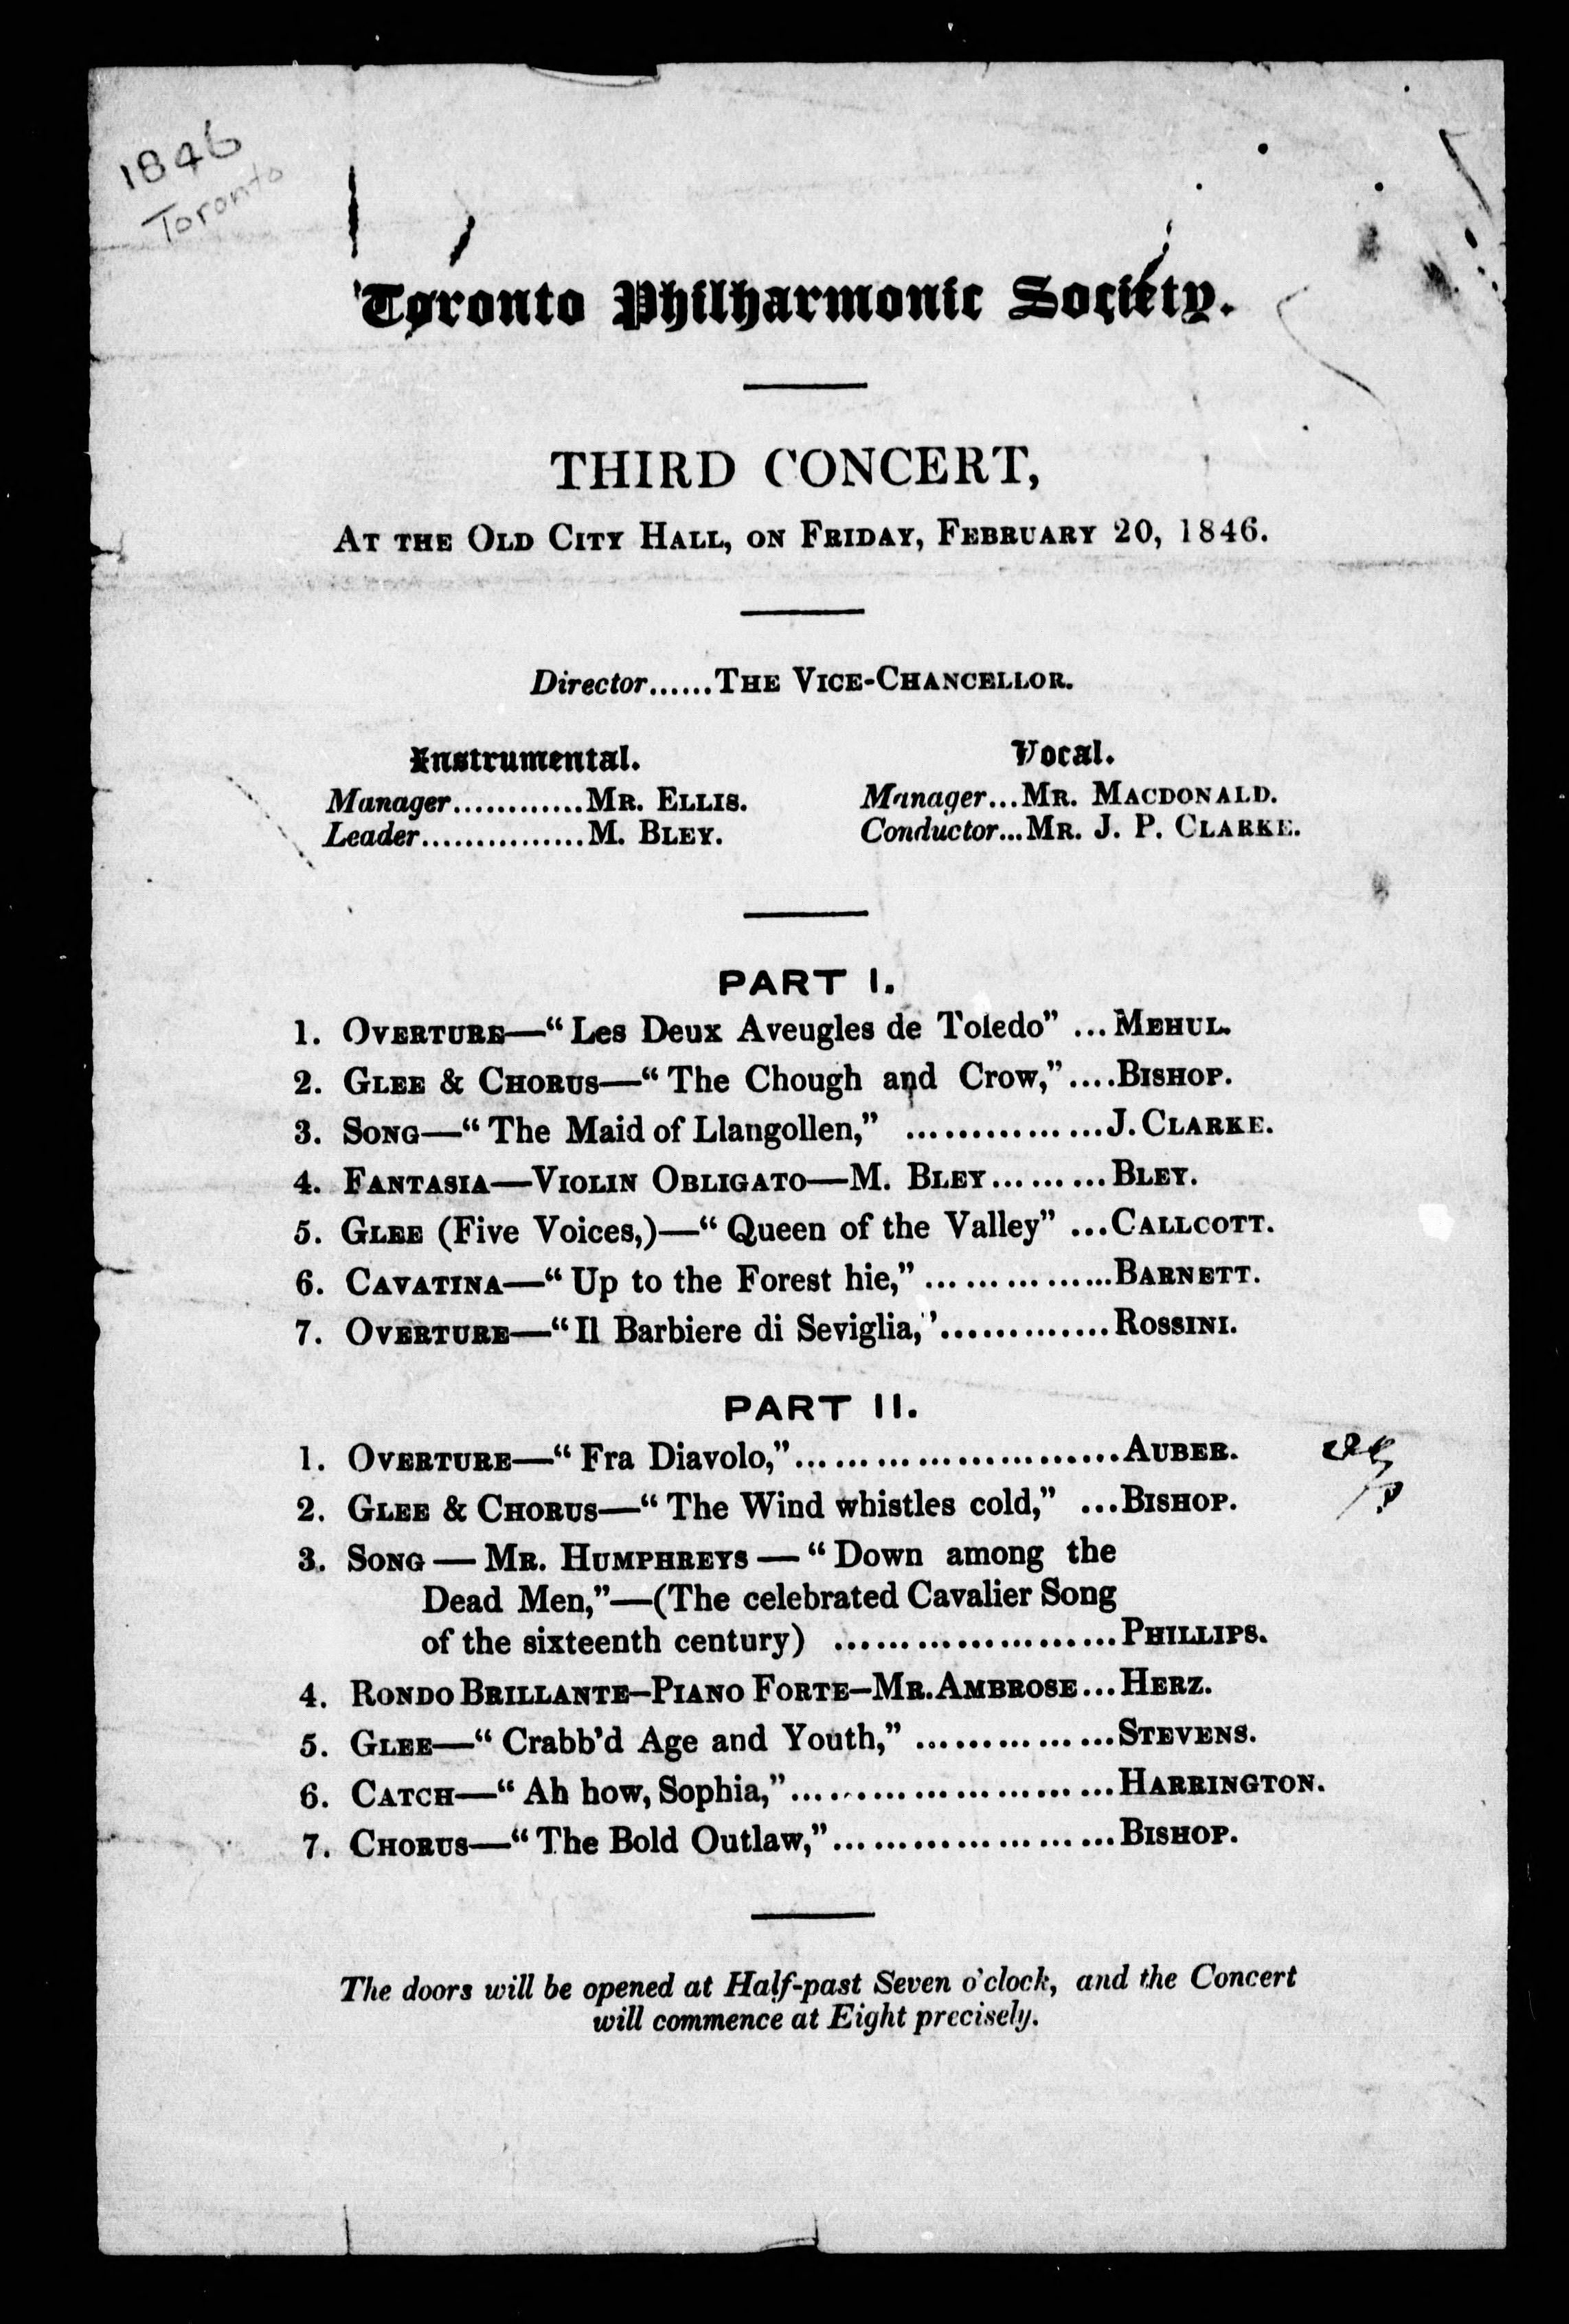 1846
Toronto
Toronto Philharmonic Society.
THIRD CONCERT,
AT THE OLD CITY HALL, ON FRIDAY, FEBRUARY 20, 1846.
Director......THE VICE-CHANCELLOR.
Instrumental.
Manager............MR. ELLIS.
Leader...............M. BLEY.
Vocal.
Manager...MR. MACDONALD.
Conductor...MR. J. P. CLARKE.
PART I.
1. OVERTURE—“Les Deux Aveugles de Toledo” ...MEHUL.
2. GLEE & CHORUS—“The Chough and Crow,”....BISHOP.
3. SONG—“The Maid of Llangollen,” ...............J. CLARKE.
4. FANTASIA—VIOLIN OBLIGATO—M. BLEY.........BLEY.
5. GLEE (Five Voices,)—“Queen of the Valley” ...CALLCOTT.
6. CAVATINA—“Up to the Forest hie,”...............BARNETT.
7. OVERTURE—“Il Barbiere di Seviglia,”.............ROSSINI.
PART II.
1. OVERTURE—“Fra Diavolo,”........................AUBER.
2. GLEE & CHORUS—“The Wind whistles cold,” ...BISHOP.
3. SONG—MR. HUMPHREYS—“Down among the
Dead Men,”—(The celebrated Cavalier Song
of the sixteenth century) .....................PHILLIPS.
4. RONDO BRILLANTE–PIANO FORTE–MR. AMBROSE...HERZ.
5. GLEE—“Crabb’d Age and Youth,” ...............STEVENS.
6. CATCH—“Ah how, Sophia,”........................HARRINGTON.
7. CHORUS—“The Bold Outlaw,”.....................BISHOP.
The doors will be opened at Half-past Seven o’clock, and the Concert
will commence at Eight precisely.